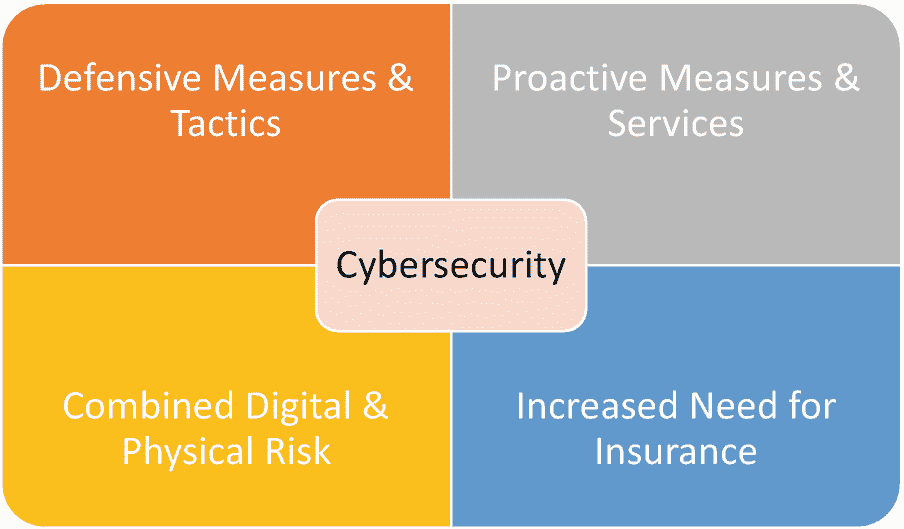 Defensive Measures &
Tactics
Proactive Measures &
Services
Cybersecurity
Combined Digital &
Physical Risk
Increased Need for
Insurance